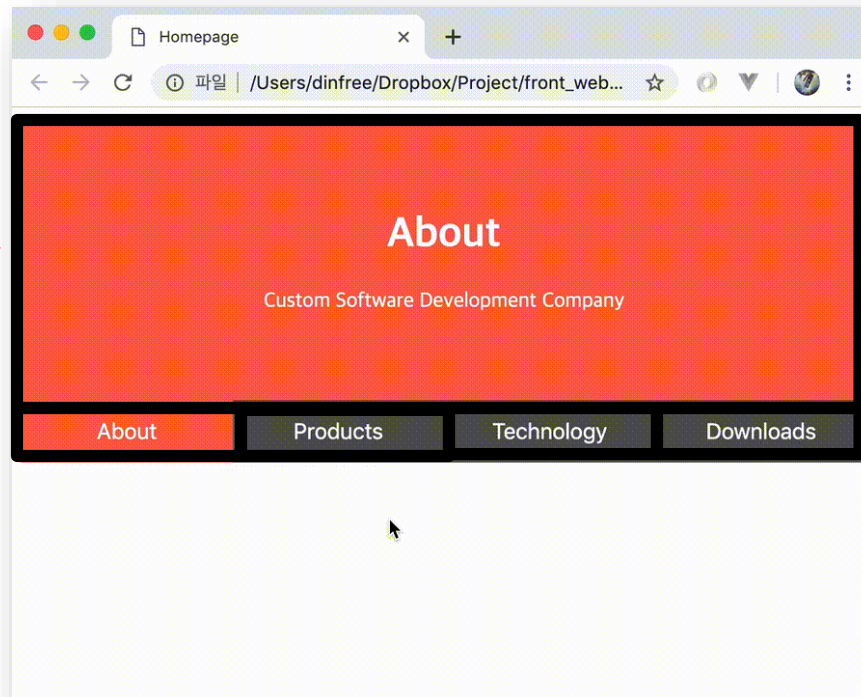 Homepage
파일 /Users/dinfree/Dropbox/Project/front_web...
About
Custom Software Development Company
About Products Technology Downloads